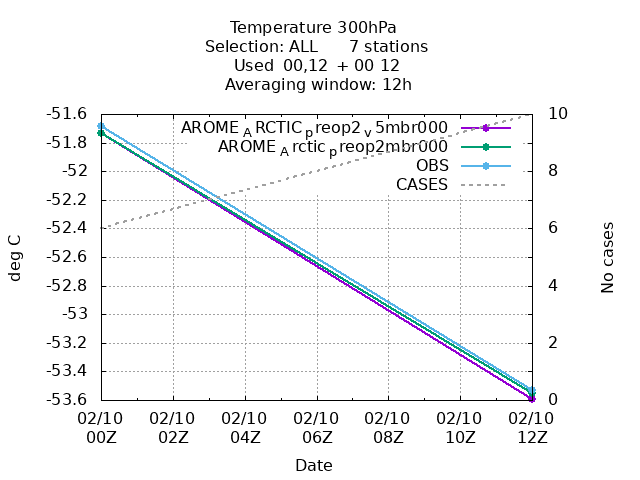 Temperature 300hPa
Selection: ALL 7 stations
Used 00,12 + 00 12
Averaging window: 12h
AROME_ARCTIC_preop2_v5mbr000
AROME_Arctic_preop2mbr000
OBS
CASES
-51.6
-51.8
-52
-52.2
-52.4
-52.6
-52.8
-53
-53.2
-53.4
-53.6
deg C
10
8
6
4
2
0
No cases
02/10 02/10 02/10 02/10 02/10 02/10 02/10
00Z 02Z 04Z 06Z 08Z 10Z 12Z
Date